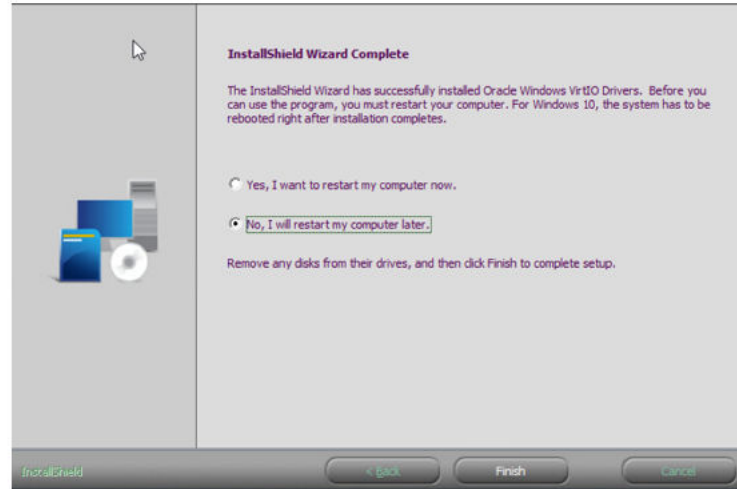 InstallShield Wizard Complete
The InstallShield Wizard has successfully installed Oracle Windows VirtIO Drivers. Before you
can use the program, you must restart your computer. For Windows 10, the system has to be
rebooted right after installation completes.
Yes, I want to restart my computer now.
No, I will restart my computer later.
Remove any disks from their drives, and then click Finish to complete setup.
InstallShield
< Back
Finish
Cancel